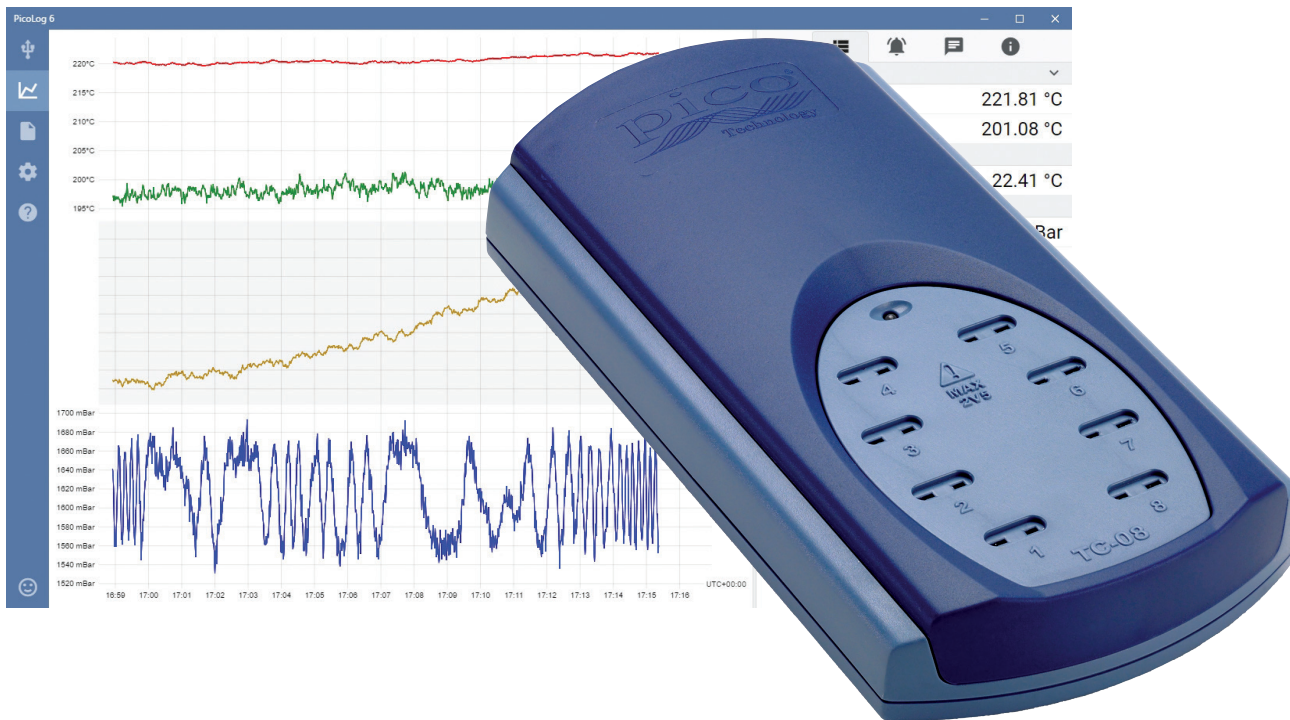 PicoLog 6
220°C
215°C
210°C
205°C
200°C
195°C
1700 mBar
1680 mBar
1660 mBar
1640 mBar
1620 mBar
1600 mBar
1580 mBar
1560 mBar
1540 mBar
1520 mBar
16:59 17:00 17:01 17:02 17:03 17:04 17:05 17:06 17:07 17:08 17:09 17:10 17:11 17:12 17:13 17:14 17:15 17:16
UTC+00:00
221.81 °C
201.08 °C
22.41 °C
Bar
pico
Technology
5
4
6
MAX
2V5
3
7
2
8
1
TC-08